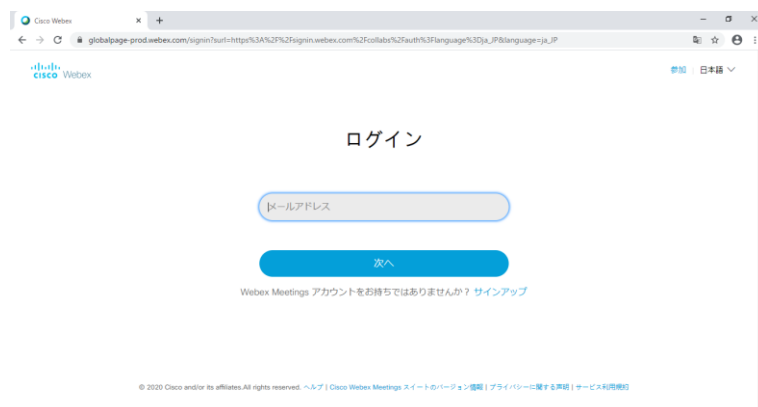 Cisco Webex
globalpage-prod.webex.com/signin?surl=https%3A%2F%2Fsignin.webex.com%2Fcollabs%2Fauth%3Flanguage%3Dja_JP&language=ja_JP
CISCO Webex
参加 | 日本語
ログイン
メールアドレス
次へ
Webex Meetings アカウントをお持ちではありませんか? サインアップ
© 2020 Cisco and/or its affiliates.All rights reserved. ヘルプ | Cisco Webex Meetings スイートのバージョン情報 | プライバシーに関する声明 | サービス利用規約